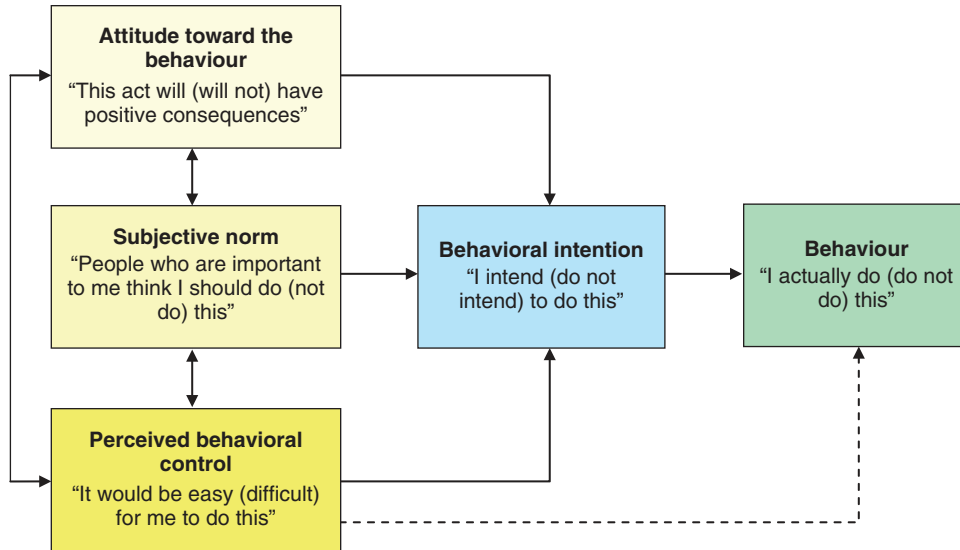 Attitude toward the
behaviour
“This act will (will not) have
positive consequences”
Subjective norm
“People who are important
to me think I should do (not
do) this”
Perceived behavioral
control
“It would be easy (difficult)
for me to do this”
Behavioral intention
“I intend (do not
intend) to do this”
Behaviour
“I actually do (do not
do) this”